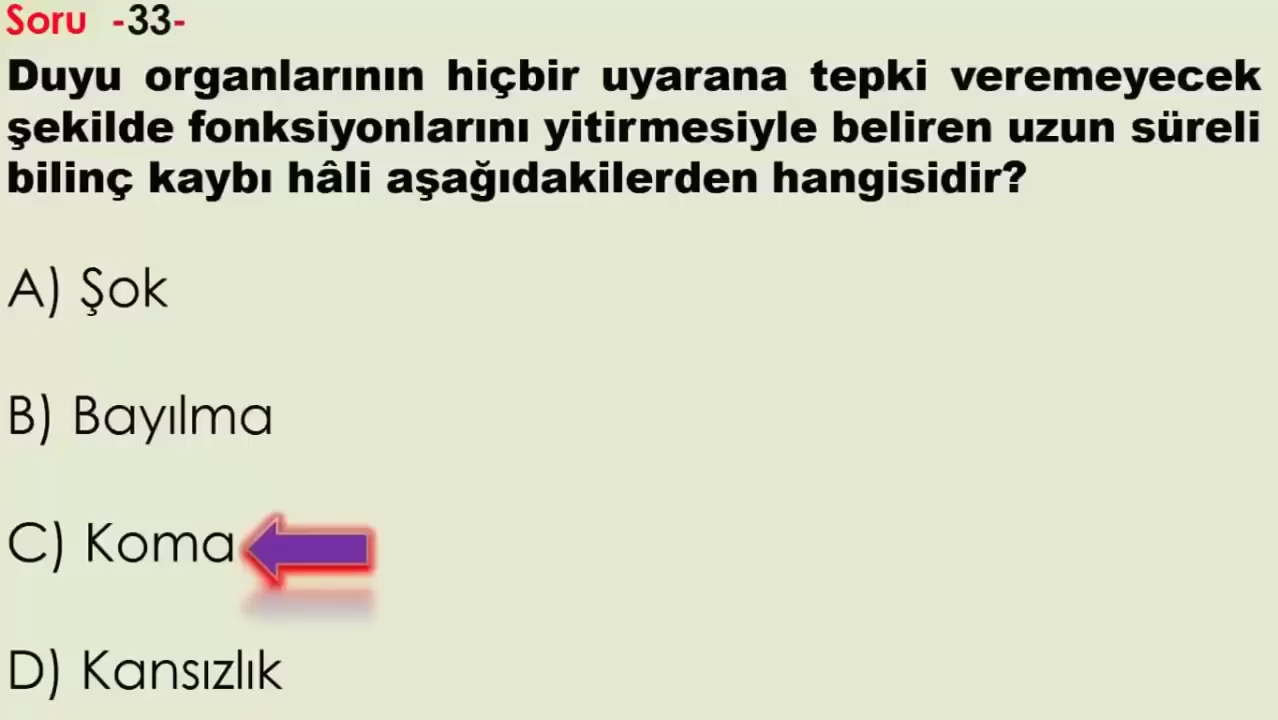 Soru -33-
Duyu organlarının hiçbir uyarana tepki veremeyecek
şekilde fonksiyonlarını yitirmesiyle beliren uzun süreli
bilinç kaybı hâli aşağıdakilerden hangisidir?
A) Şok
B) Bayılma
C) Koma
D) Kansızlık